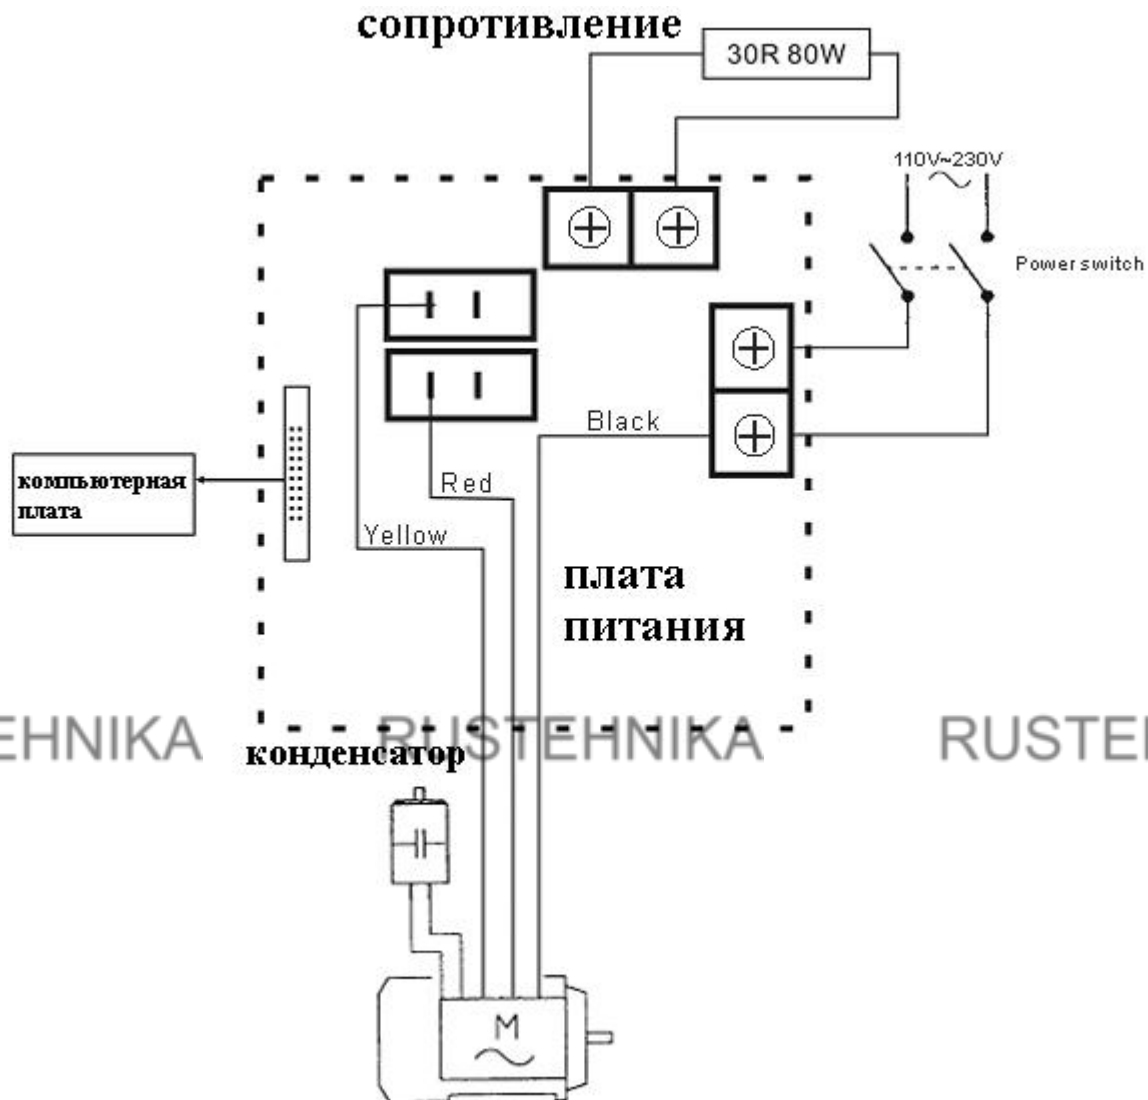 сопротивление
30R 80W
110V~230V
Power switch
Black
компьютерная
плата
Red
Yellow
плата
питания
EHNIKA RUSTEHNIKA RUSTE
конденсатор
M